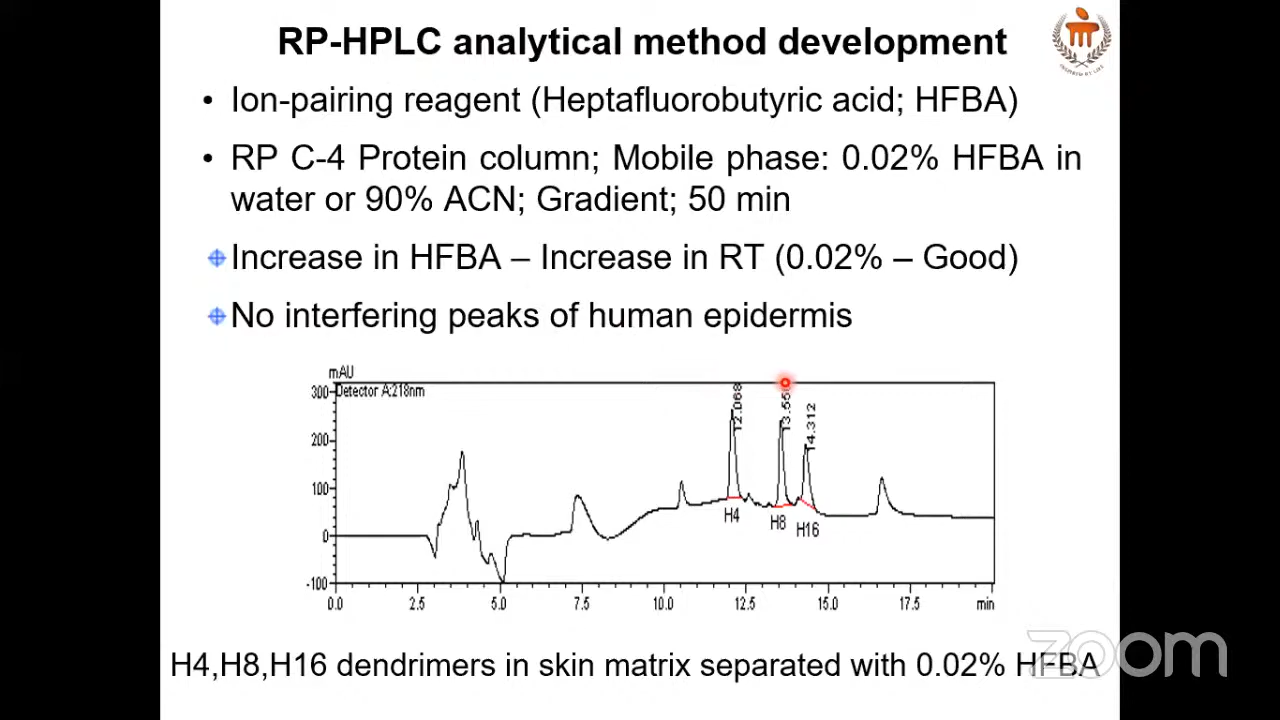 RP-HPLC analytical method development
INSPIRED BY LIFE
• Ion-pairing reagent (Heptafluorobutyric acid; HFBA)
• RP C-4 Protein column; Mobile phase: 0.02% HFBA in
water or 90% ACN; Gradient; 50 min
Increase in HFBA – Increase in RT (0.02% – Good)
No interfering peaks of human epidermis
mAU
300
Detector A:218nm
12.068
14.312
200
100
H4
H8
H16
0
-100
0.0 2.5 5.0 7.5 10.0 12.5 15.0 17.5 min
H4,H8,H16 dendrimers in skin matrix separated with 0.02% HFBA
zoom